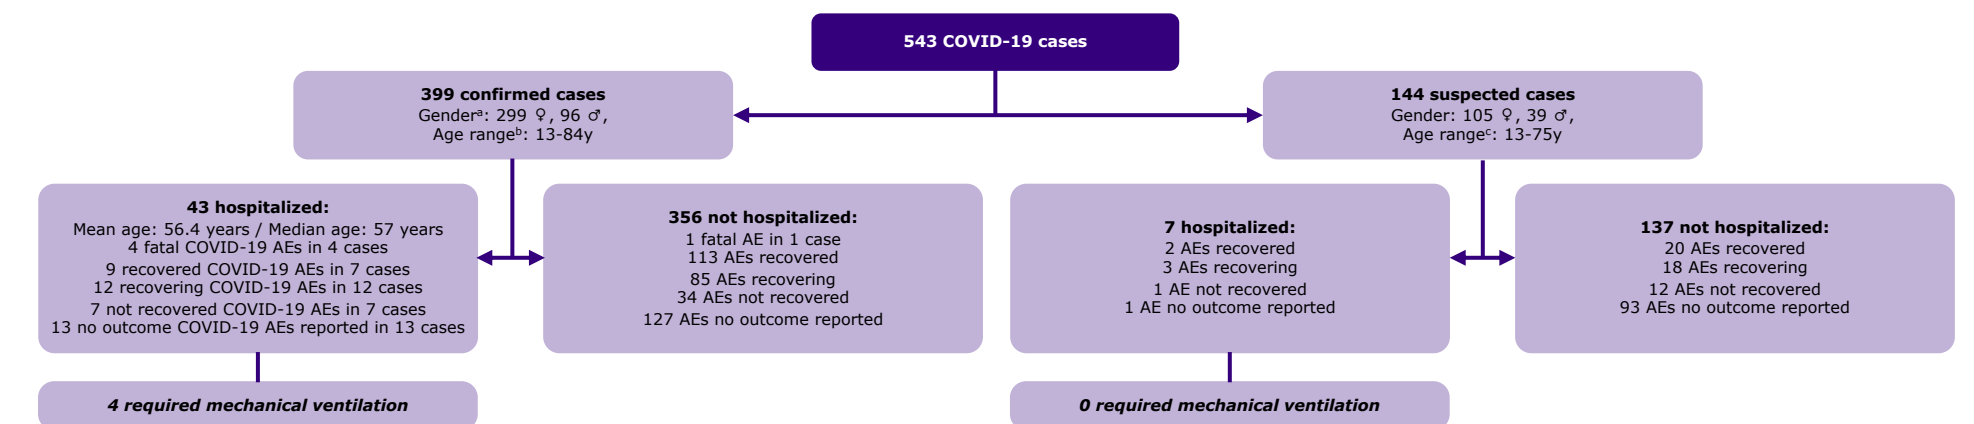 543 COVID-19 cases
399 confirmed cases
Genderᵃ: 299 ♀, 96 ♂,
Age rangeᵇ: 13-84y
144 suspected cases
Gender: 105 ♀, 39 ♂,
Age rangeᶜ: 13-75y
43 hospitalized:
Mean age: 56.4 years / Median age: 57 years
4 fatal COVID-19 AEs in 4 cases
9 recovered COVID-19 AEs in 7 cases
12 recovering COVID-19 AEs in 12 cases
7 not recovered COVID-19 AEs in 7 cases
13 no outcome COVID-19 AEs reported in 13 cases
356 not hospitalized:
1 fatal AE in 1 case
113 AEs recovered
85 AEs recovering
34 AEs not recovered
127 AEs no outcome reported
7 hospitalized:
2 AEs recovered
3 AEs recovering
1 AE not recovered
1 AE no outcome reported
137 not hospitalized:
20 AEs recovered
18 AEs recovering
12 AEs not recovered
93 AEs no outcome reported
4 required mechanical ventilation
0 required mechanical ventilation